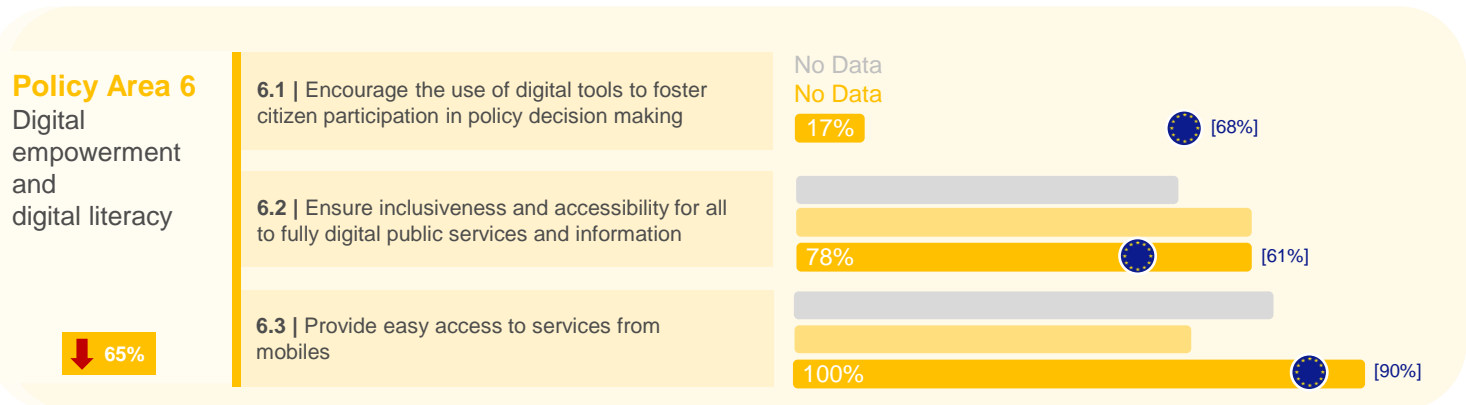 Policy Area 6
Digital
empowerment
and
digital literacy
65%
6.1 | Encourage the use of digital tools to foster
citizen participation in policy decision making
No Data
No Data
17%
[68%]
6.2 | Ensure inclusiveness and accessibility for all
to fully digital public services and information
78%
[61%]
6.3 | Provide easy access to services from
mobiles
100%
[90%]